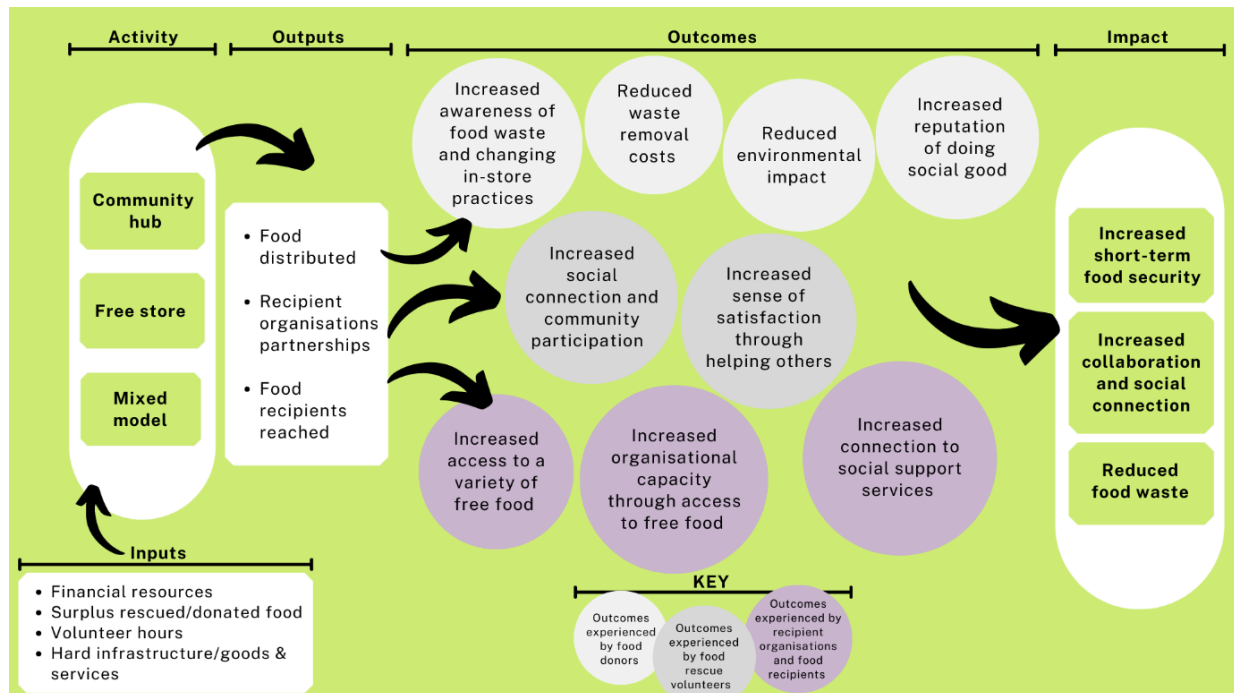 Activity
Outputs
Outcomes
Impact
Community
hub
Free store
Mixed
model
Inputs
• Financial resources
• Surplus rescued/donated food
• Volunteer hours
• Hard infrastructure/goods &
services
• Food
distributed
• Recipient
organisations
partnerships
• Food
recipients
reached
Increased
awareness of
food waste
and changing
in-store
practices
Reduced
waste
removal
costs
Reduced
environmental
impact
Increased
reputation
of doing
social good
Increased
social
connection and
community
participation
Increased
sense of
satisfaction
through
helping others
Increased
access to a
variety of
free food
Increased
organisational
capacity
through access
to free food
Increased
connection to
social support
services
Increased
short-term
food security
Increased
collaboration
and social
connection
Reduced
food waste
KEY
Outcomes
experienced
by food
donors
Outcomes
experienced
by food
rescue
volunteers
Outcomes
experienced by
recipient
organisations
and food
recipients